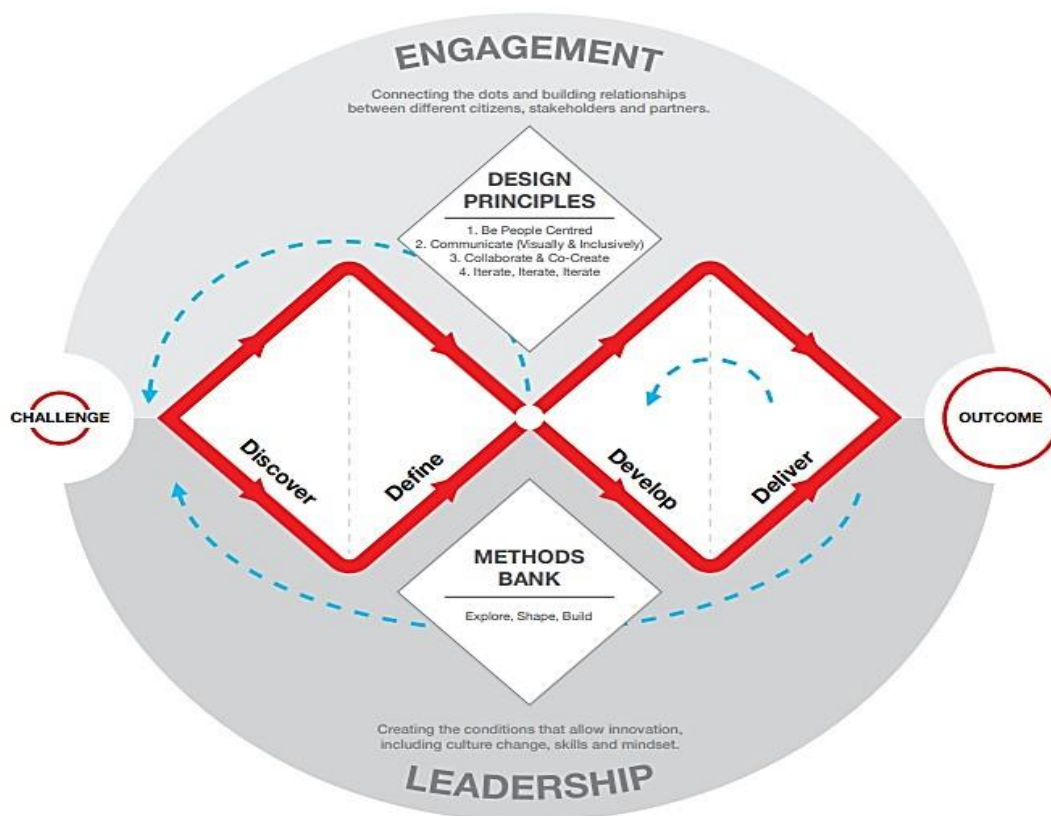 ENGAGEMENT
Connecting the dots and building relationships
between different citizens, stakeholders and partners.
DESIGN
PRINCIPLES
1. Be People Centred
2. Communicate (Visually & Inclusively)
3. Collaborate & Co-Create
4. Iterate, Iterate, Iterate
CHALLENGE
Discover
Define
Develop
Deliver
OUTCOME
METHODS
BANK
Explore, Shape, Build
Creating the conditions that allow innovation,
including culture change, skills and mindset.
LEADERSHIP